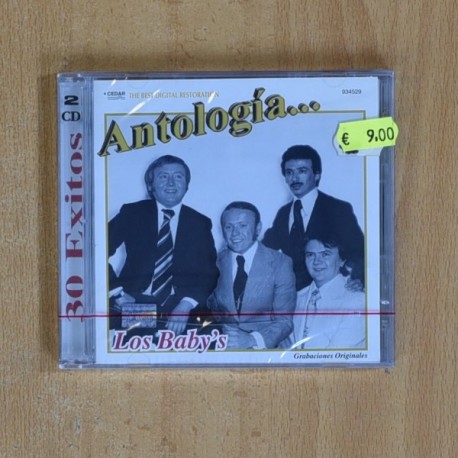 2
CD
30 Exitos
CEDAR
THE BEST DIGITAL RESTORATION
934529
Antología...
€ 9.00
Los Baby's
Grabaciones Originales